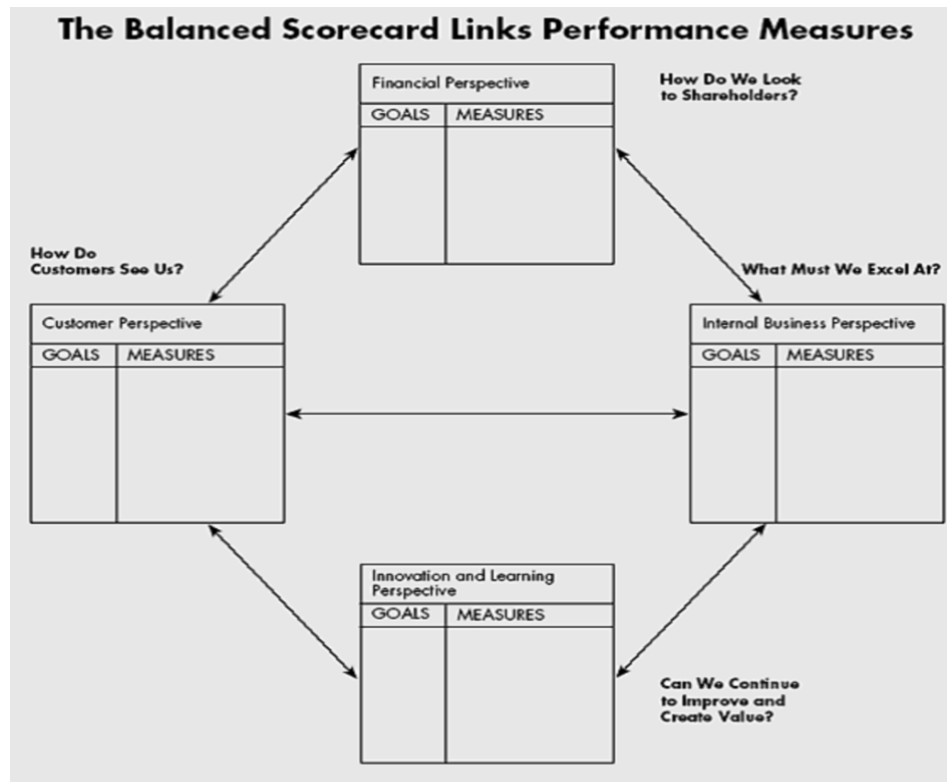 The Balanced Scorecard Links Performance Measures
Financial Perspective
GOALS MEASURES
How Do We Look
to Shareholders?
How Do
Customers See Us?
What Must We Excel At?
Customer Perspective
GOALS MEASURES
Internal Business Perspective
GOALS MEASURES
Innovation and Learning
Perspective
GOALS MEASURES
Can We Continue
to Improve and
Create Value?